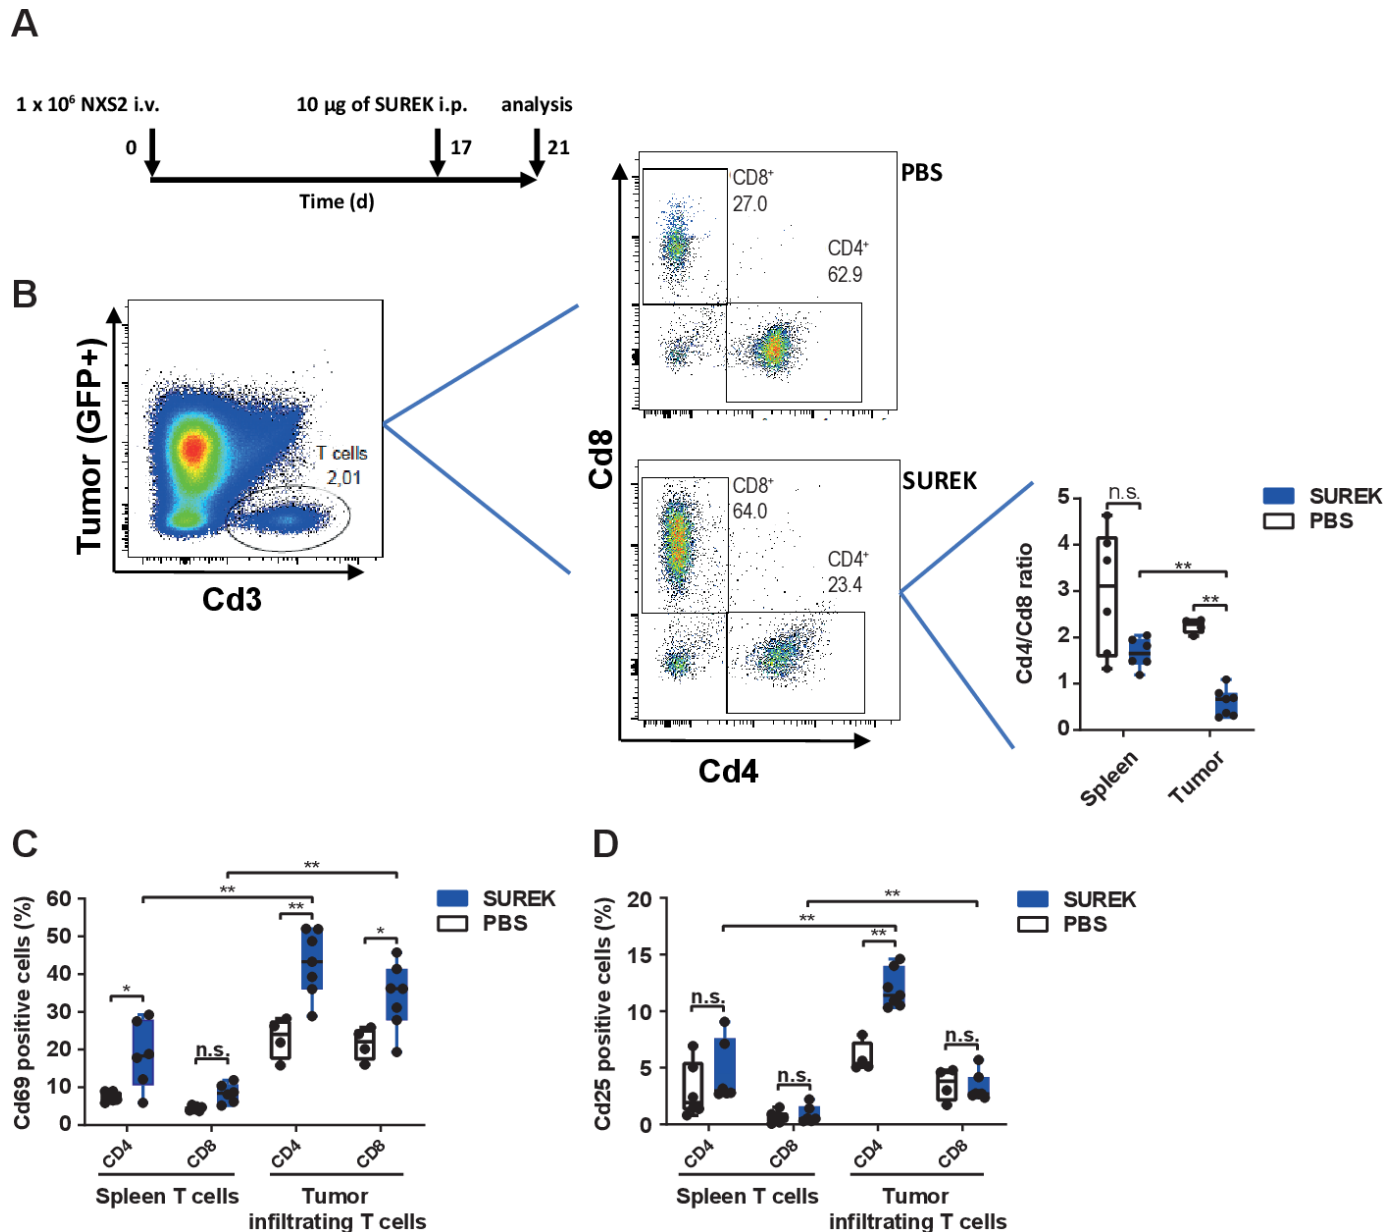 A
1 x 10⁶ NXS2 i.v.
10 µg of SUREK i.p.
analysis
0
17
21
Time (d)
B
Tumor (GFP+)
T cells
2,01
Cd3
PBS
CD8⁺
27.0
CD4⁺
62.9
Cd8
SUREK
CD8⁺
64.0
CD4⁺
23.4
Cd4
SUREK
PBS
Cd4/Cd8 ratio
5
4
3
2
1
0
n.s.
**
**
Spleen
Tumor
C
Cd69 positive cells (%)
60
50
40
30
20
10
0
**
**
**
*
*
n.s.
SUREK
PBS
CD4
CD8
CD4
CD8
Spleen T cells
Tumor
infiltrating T cells
D
Cd25 positive cells (%)
20
15
10
5
0
**
**
**
n.s.
n.s.
n.s.
SUREK
PBS
CD4
CD8
CD4
CD8
Spleen T cells
Tumor
infiltrating T cells